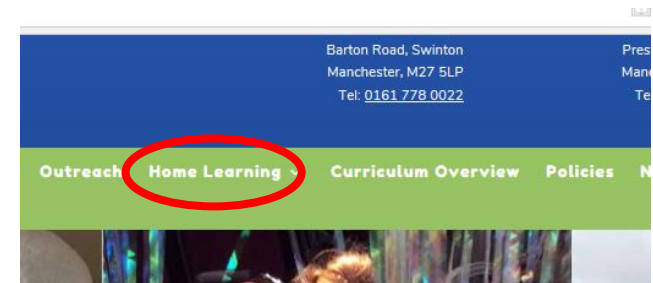 Barton Road, Swinton
Manchester, M27 5LP
Tel: 0161 778 0022
Outreach Home Learning Curriculum Overview Policies